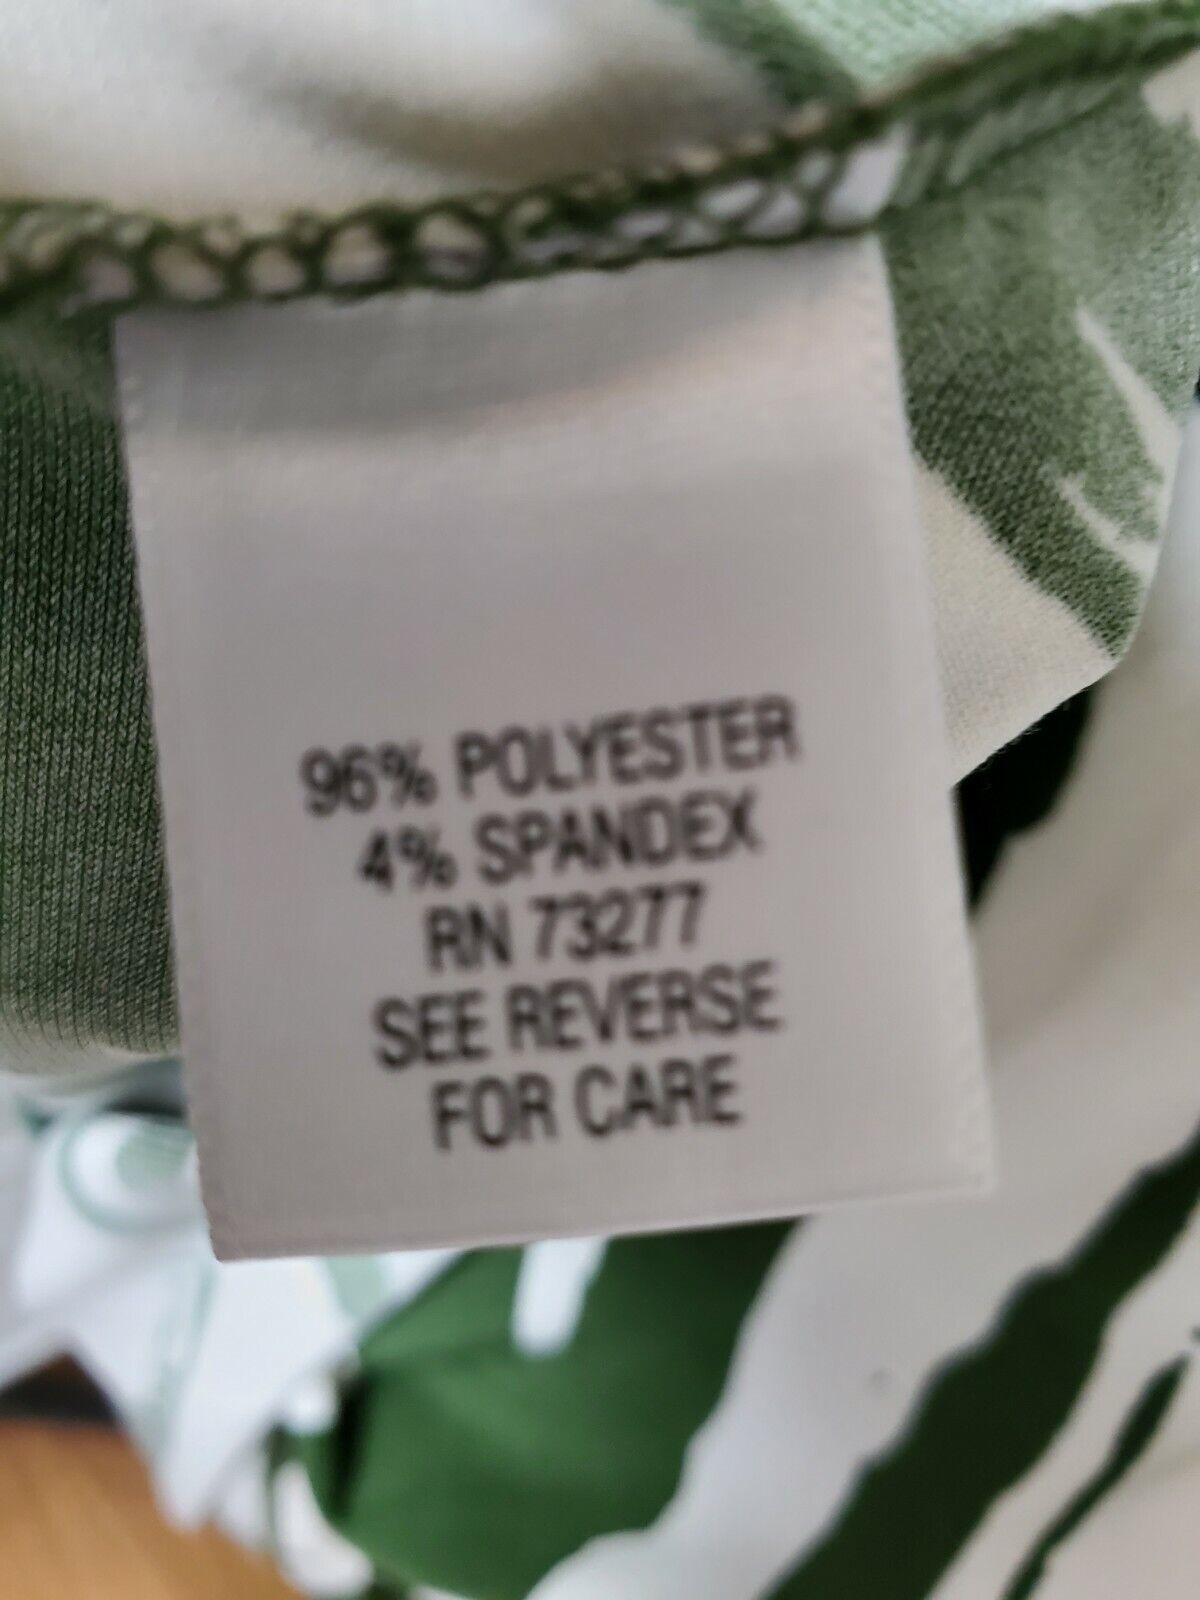 96% POLYESTER
4% SPANDEX
RN 73277
SEE REVERSE
FOR CARE